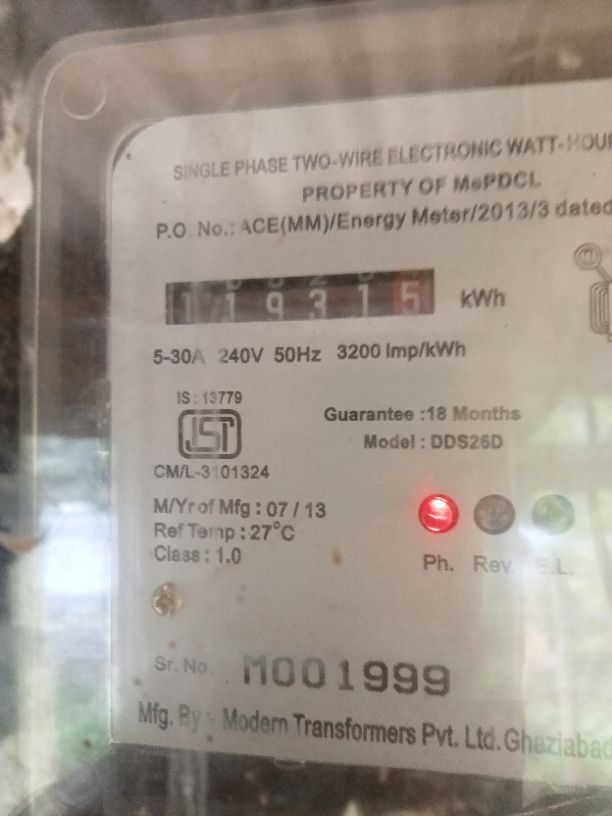 SINGLE PHASE TWO-WIRE ELECTRONIC WATT-HOUR
PROPERTY OF MePDCL
P.O. No.: ACE(MM)/Energy Meter/2013/3 dated
1 1 9 3 1 5 kWh
5-30A 240V 50Hz 3200 Imp/kWh
IS : 13779
ISI
CM/L-3101324
Guarantee :18 Months
Model : DDS26D
M/Yr of Mfg : 07 / 13
Ref Temp : 27°C
Class : 1.0
Ph. Rev. E.L.
Sr. No. M001999
Mfg. By : Modern Transformers Pvt. Ltd. Ghaziabad